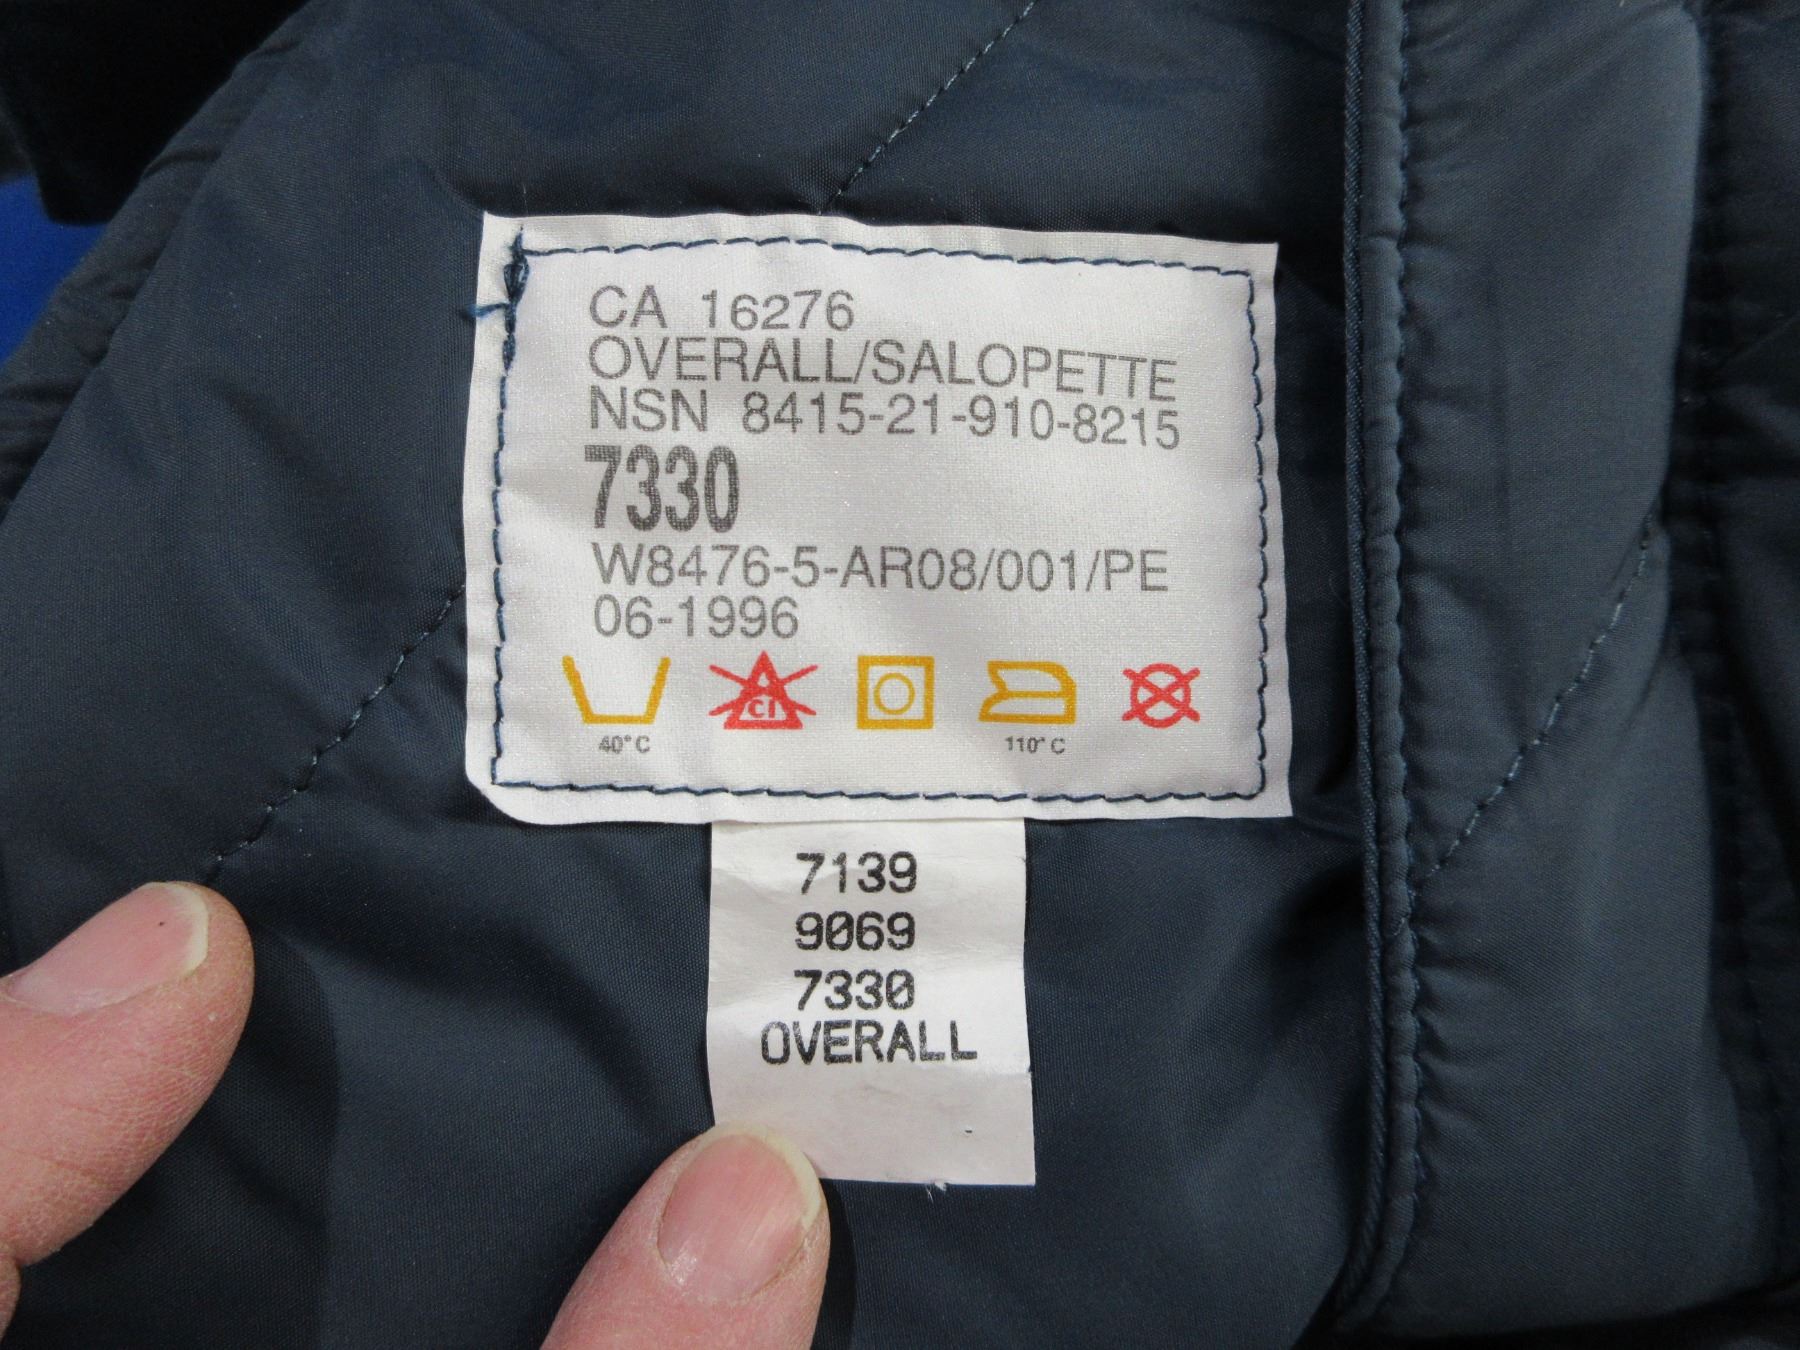 CA 16276
OVERALL/SALOPETTE
NSN 8415-21-910-8215
7330
W8476-5-AR08/001/PE
06-1996
cl
40°C
110°C
7139
9069
7330
OVERALL